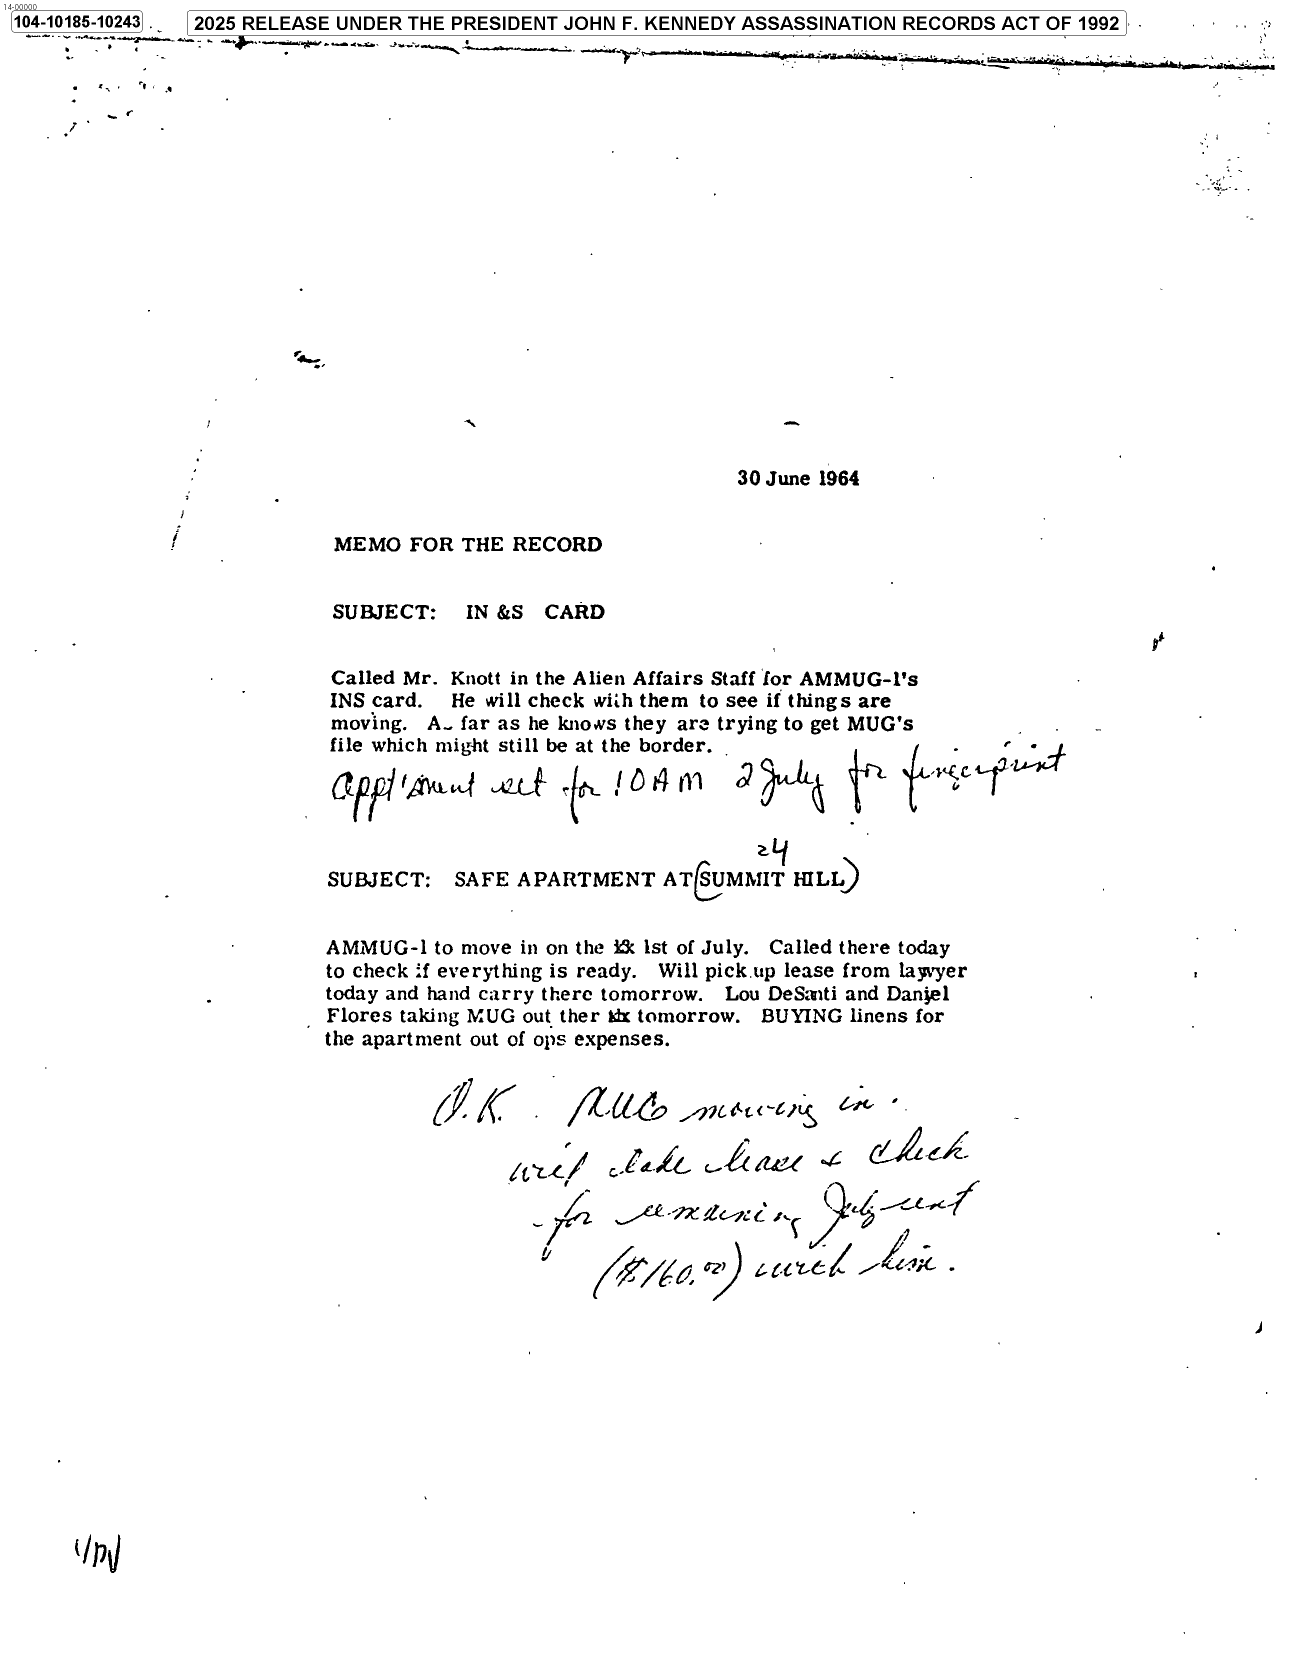 14-00000
104-10185-10243
2025 RELEASE UNDER THE PRESIDENT JOHN F. KENNEDY ASSASSINATION RECORDS ACT OF 1992
30 June 1964
MEMO FOR THE RECORD
SUBJECT: IN &S CARD
Called Mr. Knott in the Alien Affairs Staff for AMMUG-1's
INS card. He will check with them to see if things are
moving. A_ far as he knows they are trying to get MUG's
file which might still be at the border.
set for 10 AM 2 July for fingerprint
24
SUBJECT: SAFE APARTMENT AT (SUMMIT HILL)
AMMUG-1 to move in on the 1st of July. Called there today
to check if everything is ready. Will pick up lease from lawyer
today and hand carry there tomorrow. Lou DeSanti and Daniel
Flores taking MUG out ther tomorrow. BUYING linens for
the apartment out of ops expenses.
O.K. MUG moving in.
will take lease & check
for remaining July rent
($160.00) with him.